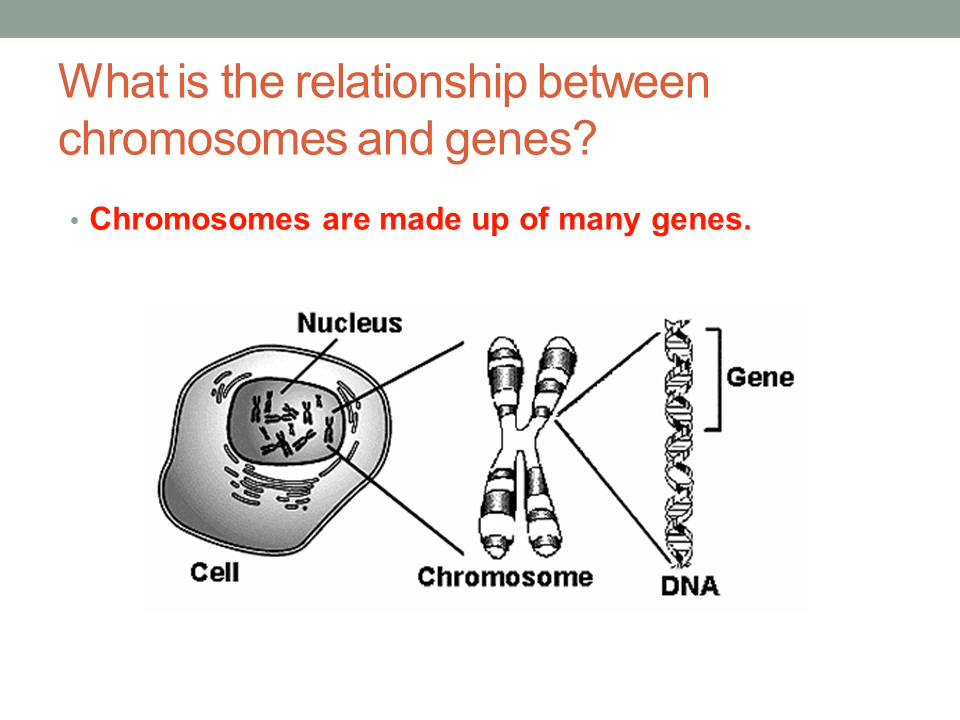 What is the relationship between
chromosomes and genes?
• Chromosomes are made up of many genes.
Nucleus
Gene
Cell
Chromosome
DNA